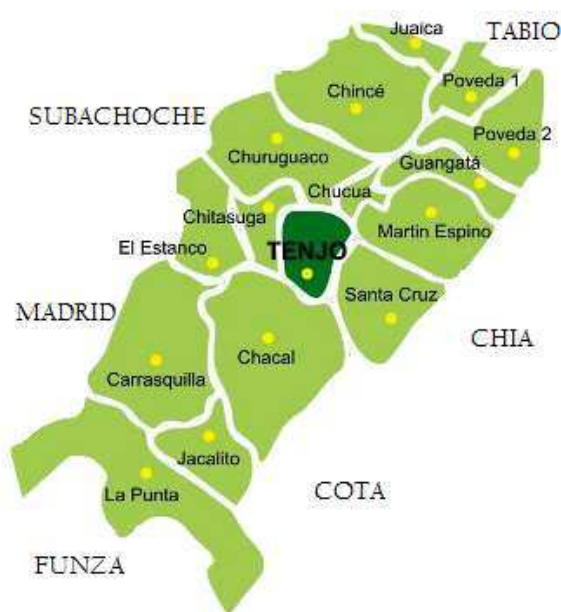 Juaica
TABIO
Chincé
Poveda 1
SUBACHOCHE
Poveda 2
Churuguaco
Guangatá
Chucua
Chitasuga
Martin Espino
El Estanco
TENJO
Santa Cruz
MADRID
CHIA
Chacal
Carrasquilla
Jacalito
La Punta
COTA
FUNZA